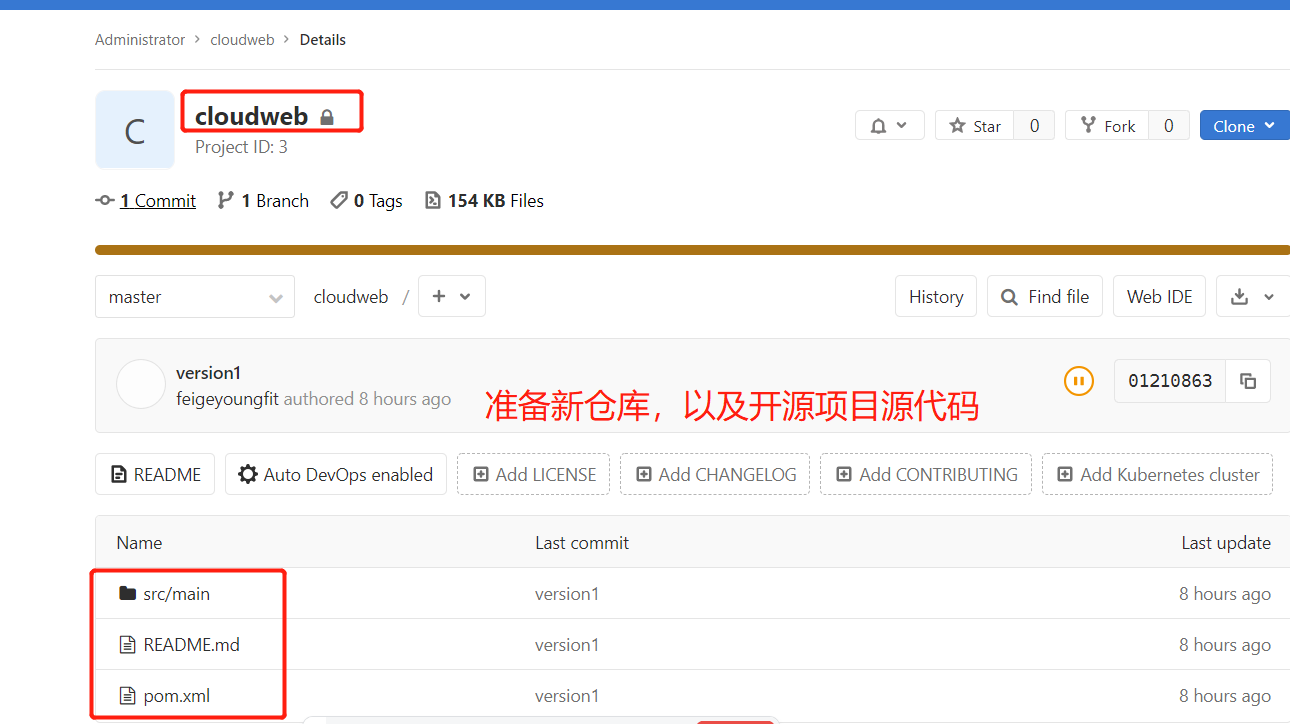 Administrator > cloudweb > Details
C
cloudweb
Project ID: 3
Star 0 Fork 0 Clone
1 Commit 1 Branch 0 Tags 154 KB Files
master cloudweb / + History Find file Web IDE
version1
feigeyoungfit authored 8 hours ago
01210863
准备新仓库，以及开源项目源代码
README Auto DevOps enabled Add LICENSE Add CHANGELOG Add CONTRIBUTING Add Kubernetes cluster
Name Last commit Last update
src/main version1 8 hours ago
README.md version1 8 hours ago
pom.xml version1 8 hours ago